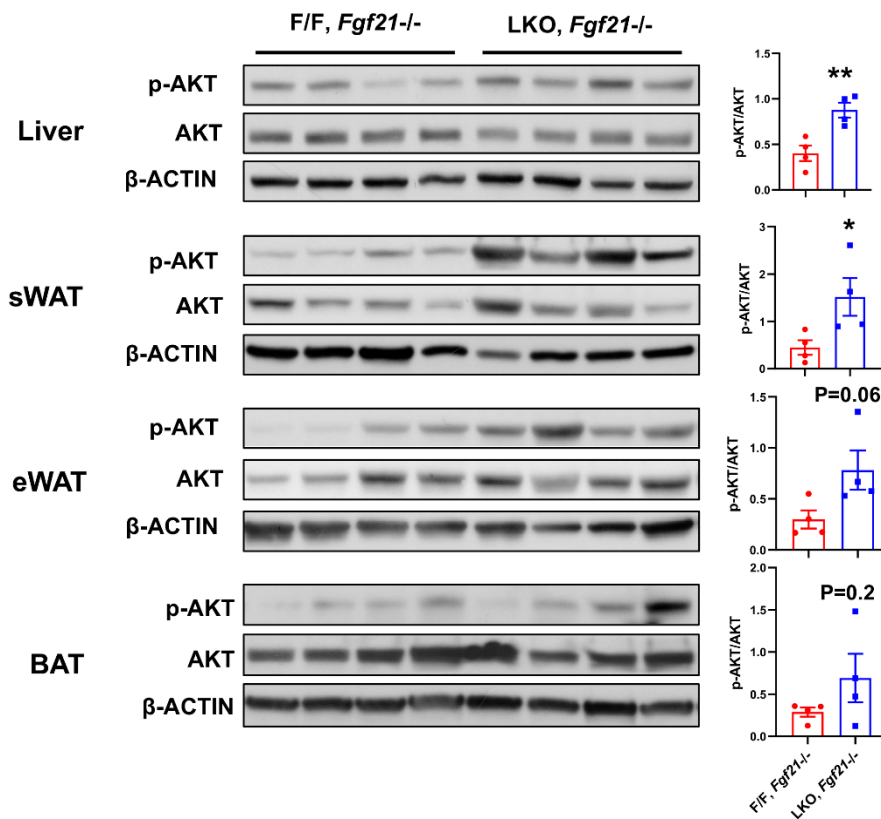 F/F, Fgf21-/- LKO, Fgf21-/-
Liver
p-AKT
AKT
β-ACTIN
p-AKT/AKT
1.5
1.0
0.5
0.0
**
sWAT
p-AKT
AKT
β-ACTIN
p-AKT/AKT
3
2
1
0
*
eWAT
p-AKT
AKT
β-ACTIN
p-AKT/AKT
1.5
1.0
0.5
0.0
P=0.06
BAT
p-AKT
AKT
β-ACTIN
p-AKT/AKT
2.0
1.5
1.0
0.5
0.0
P=0.2
F/F, Fgf21-/-
LKO, Fgf21-/-